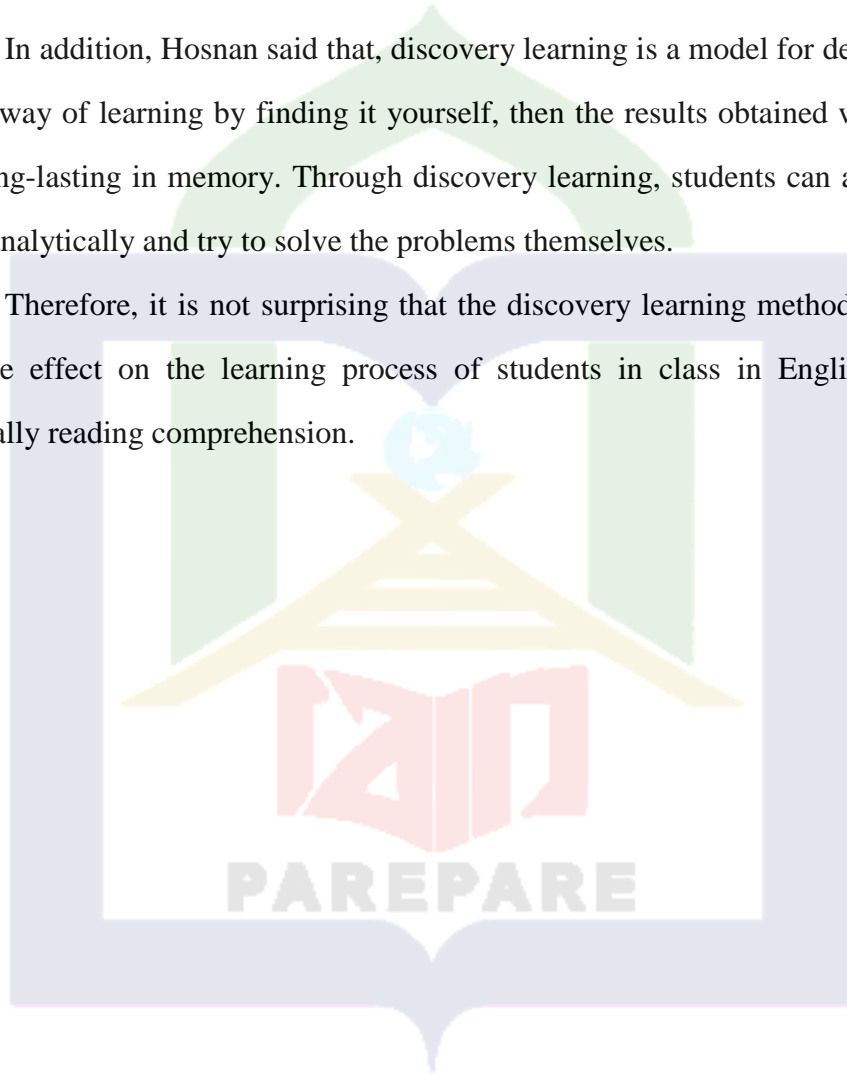 In addition, Hosnan said that, discovery learning is a model for de
way of learning by finding it yourself, then the results obtained
ng-lasting in memory. Through discovery learning, students can a
nalytically and try to solve the problems themselves.
Therefore, it is not surprising that the discovery learning method
e effect on the learning process of students in class in Engli
ally reading comprehension.
iain
PAREPARE